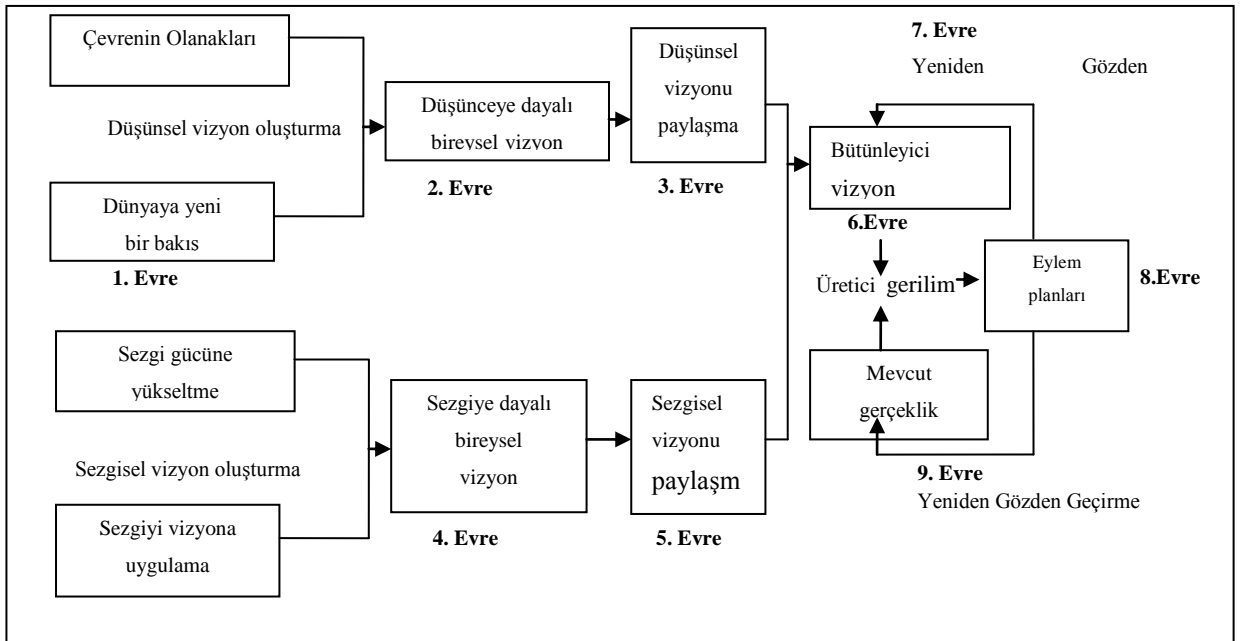 Çevrenin Olanakları
Düşünsel vizyon oluşturma
Dünyaya yeni
bir bakıs
1. Evre
Düşünceye dayalı
bireysel vizyon
2. Evre
Düşünsel
vizyonu
paylaşma
3. Evre
Sezgi gücüne
yükseltme
Sezgisel vizyon oluşturma
Sezgiyi vizyona
uygulama
Sezgiye dayalı
bireysel
vizyon
4. Evre
Sezgisel
vizyonu
paylaşm
5. Evre
Bütünleyici
vizyon
6.Evre
7. Evre
Yeniden Gözden
Üretici gerilim
Eylem
planları
8.Evre
Mevcut
gerçeklik
9. Evre
Yeniden Gözden Geçirme